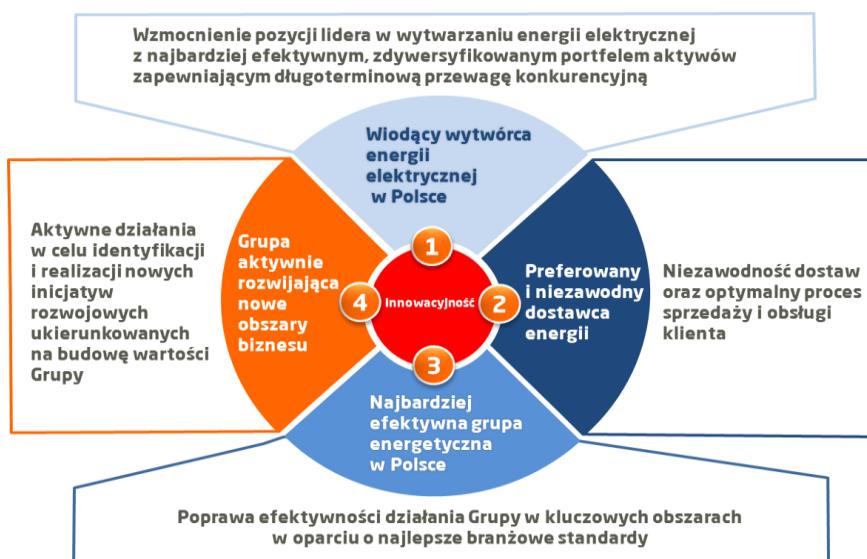 Wzmocnienie pozycji lidera w wytwarzaniu energii elektrycznej
z najbardziej efektywnym, zdywersyfikowanym portfelem aktywów
zapewniającym długoterminową przewagę konkurencyjną
Wiodący wytwórca
energii
elektrycznej
w Polsce
1
Aktywne działania
w celu identyfikacji
i realizacji nowych
inicjatyw
rozwojowych
ukierunkowanych
na budowę wartości
Grupy
Grupa
aktywnie
rozwijająca
nowe
obszary
biznesu
4
Innowacyjność
2
Preferowany
i niezawodny
dostawca
energii
Niezawodność dostaw
oraz optymalny proces
sprzedaży i obsługi
klienta
3
Najbardziej
efektywna grupa
energetyczna
w Polsce
Poprawa efektywności działania Grupy w kluczowych obszarach
w oparciu o najlepsze branżowe standardy